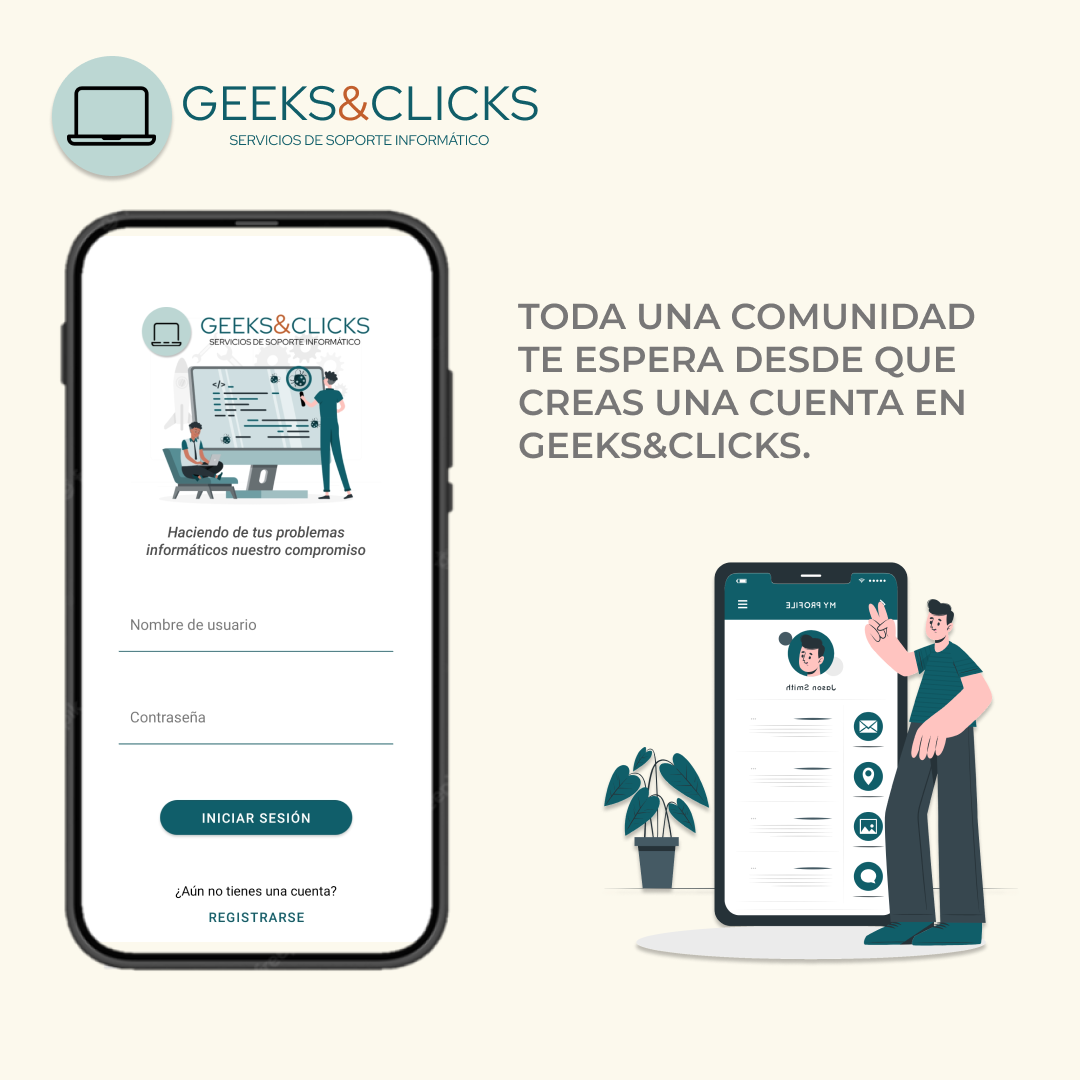 GEEKS&CLICKS
SERVICIOS DE SOPORTE INFORMÁTICO
GEEKS&CLICKS
SERVICIOS DE SOPORTE INFORMÁTICO
</>
Haciendo de tus problemas
informáticos nuestro compromiso
Nombre de usuario
Contraseña
INICIAR SESIÓN
¿Aún no tienes una cuenta?
REGISTRARSE
TODA UNA COMUNIDAD
TE ESPERA DESDE QUE
CREAS UNA CUENTA EN
GEEKS&CLICKS.
MY PROFILE
Jason Smith